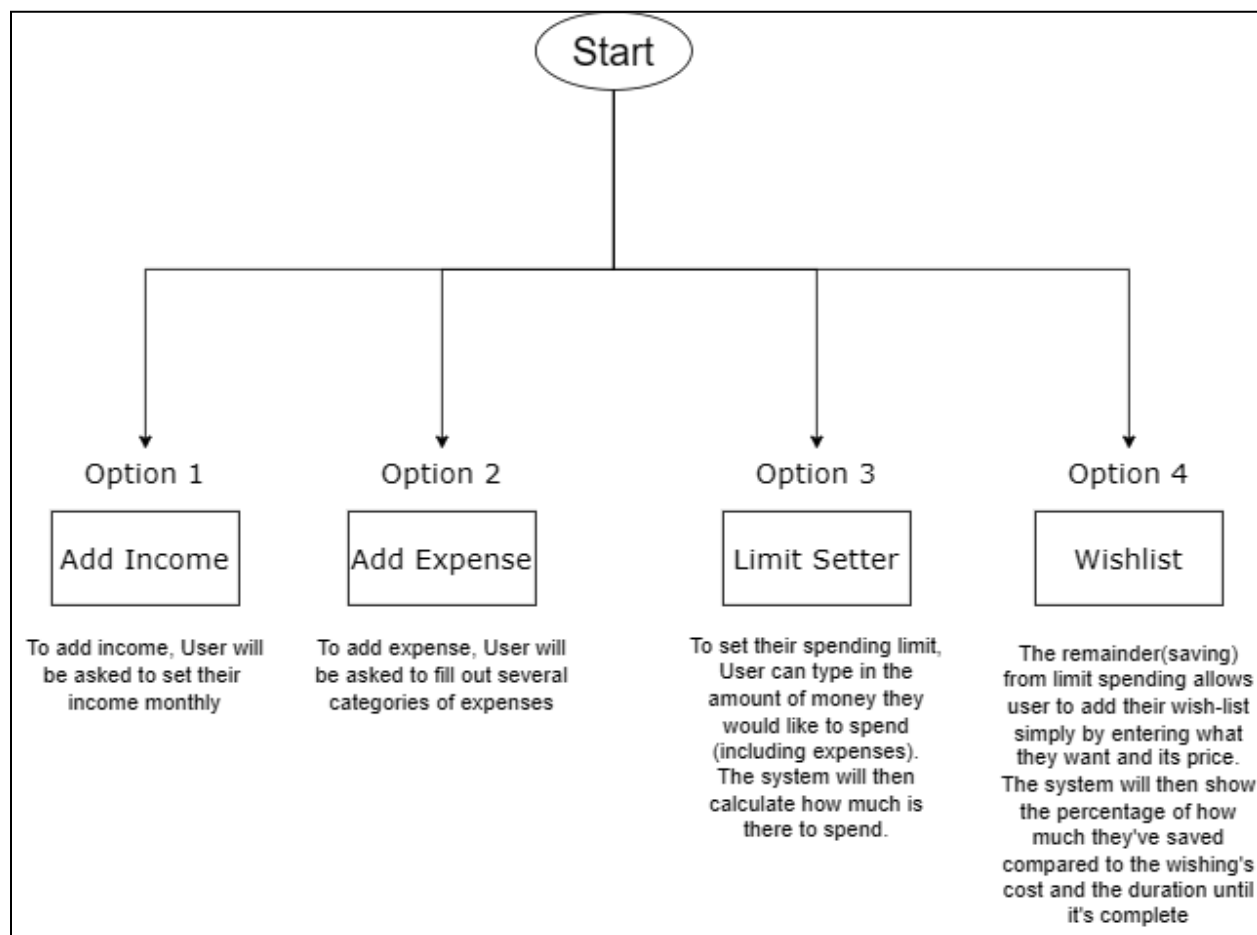 Start
Option 1
Add Income
To add income, User will
be asked to set their
income monthly
Option 2
Add Expense
To add expense, User will
be asked to fill out several
categories of expenses
Option 3
Limit Setter
To set their spending limit,
User can type in the
amount of money they
would like to spend
(including expenses).
The system will then
calculate how much is
there to spend.
Option 4
Wishlist
The remainder(saving)
from limit spending allows
user to add their wish-list
simply by entering what
they want and its price.
The system will then show
the percentage of how
much they've saved
compared to the wishing's
cost and the duration until
it's complete